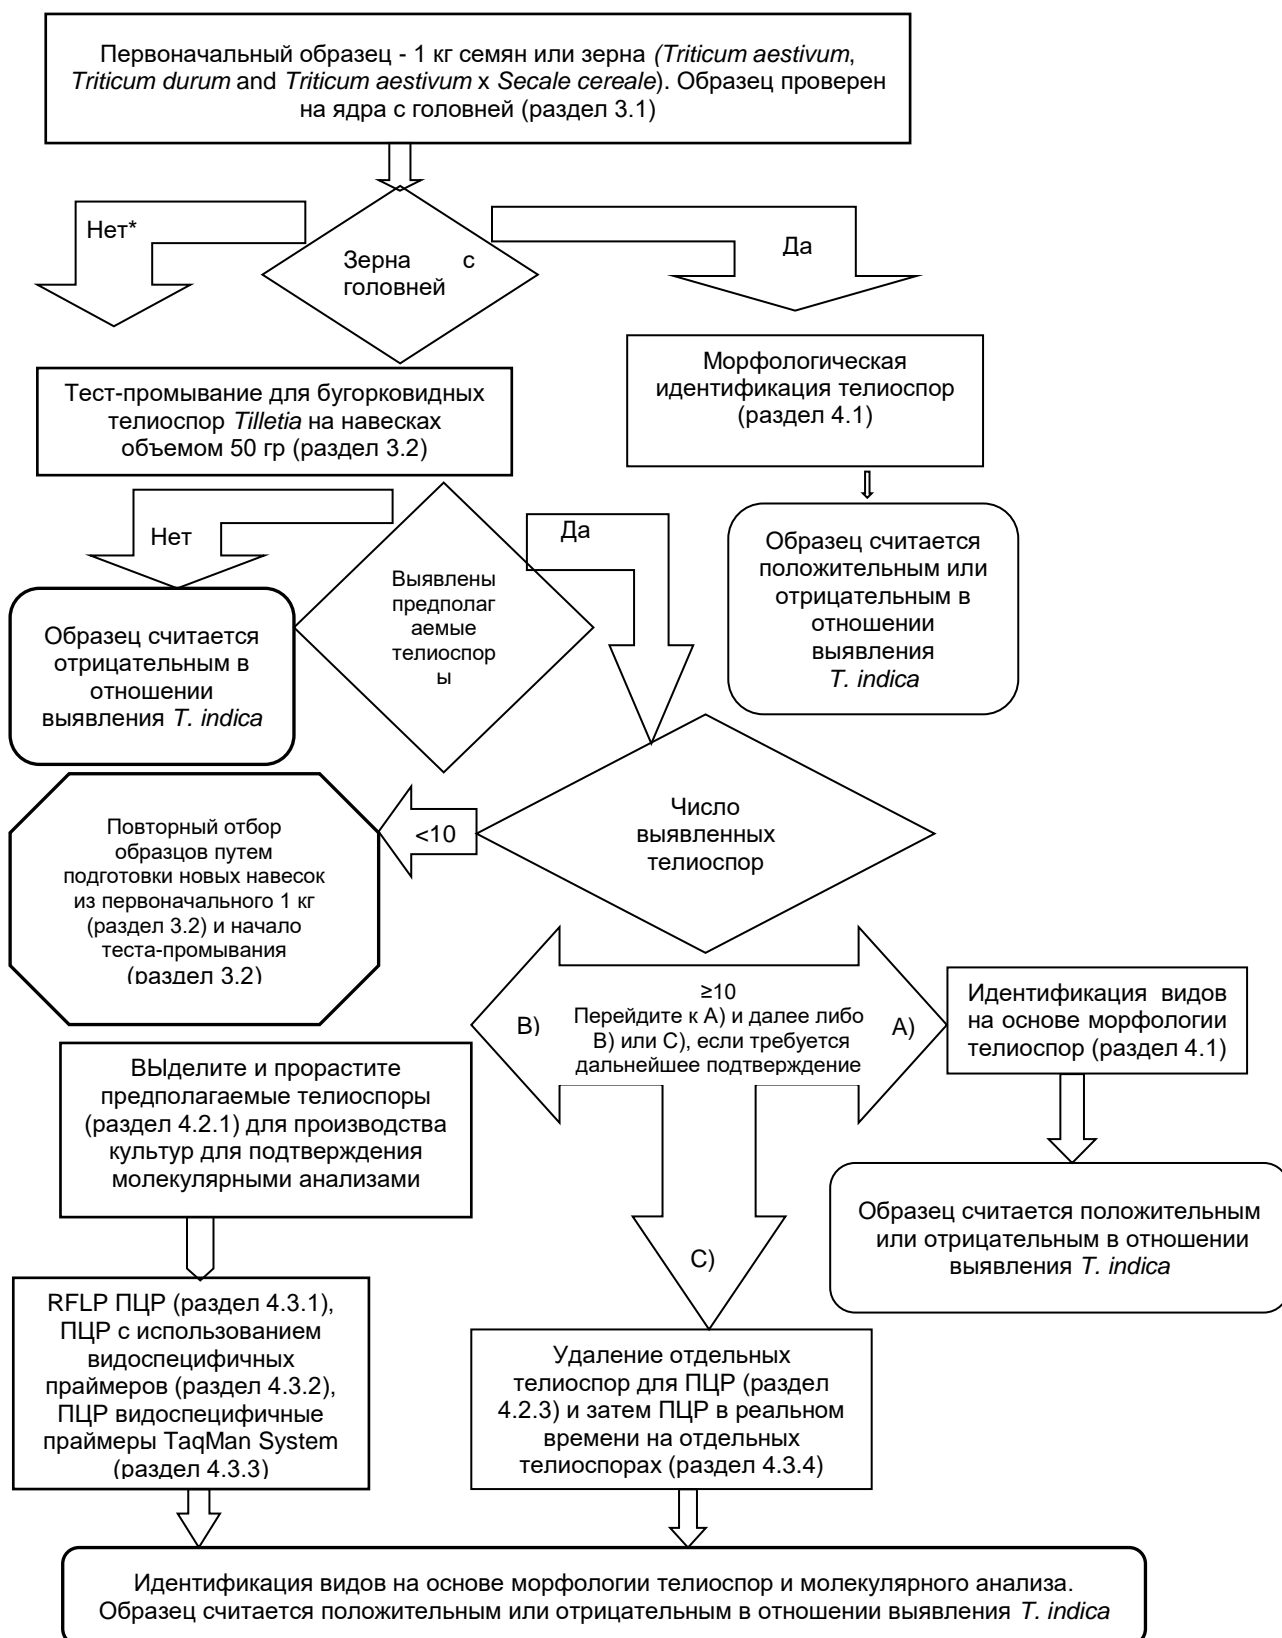 Первоначальный образец - 1 кг семян или зерна (Triticum aestivum,
Triticum durum and Triticum aestivum x Secale cereale). Образец проверен
на ядра с головней (раздел 3.1)
Нет*
Зерна с
головней
Да
Тест-промывание для бугорковидных
телиоспор Tilletia на навесках
объемом 50 гр (раздел 3.2)
Морфологическая
идентификация телиоспор
(раздел 4.1)
Нет
Выявлены
предполаг
аемые
телиоспор
ы
Да
Образец считается
положительным или
отрицательным в
отношении
выявления
T. indica
Образец считается
отрицательным в
отношении
выявления T. indica
Число
выявленных
телиоспор
<10
Повторный отбор
образцов путем
подготовки новых навесок
из первоначального 1 кг
(раздел 3.2) и начало
теста-промывания
(раздел 3.2)
B)
≥10
Перейдите к A) и далее либо
B) или C), если требуется
дальнейшее подтверждение
A)
Идентификация видов
на основе морфологии
телиоспор (раздел 4.1)
ВЫделите и прорастите
предполагаемые телиоспоры
(раздел 4.2.1) для производства
культур для подтверждения
молекулярными анализами
Образец считается положительным
или отрицательным в отношении
выявления T. indica
C)
RFLP ПЦР (раздел 4.3.1),
ПЦР с использованием
видоспецифичных
праймеров (раздел 4.3.2),
ПЦР видоспецифичные
праймеры TaqMan System
(раздел 4.3.3)
Удаление отдельных
телиоспор для ПЦР (раздел
4.2.3) и затем ПЦР в реальном
времени на отдельных
телиоспорах (раздел 4.3.4)
Идентификация видов на основе морфологии телиоспор и молекулярного анализа.
Образец считается положительным или отрицательным в отношении выявления T. indica